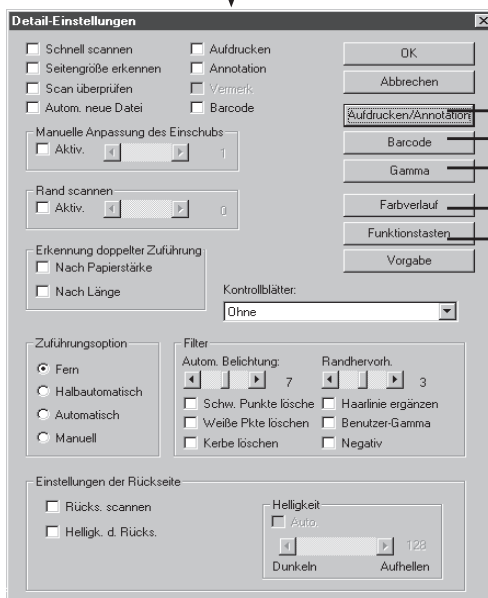 Detail-Einstellungen
Schnell scannen
Seitengröße erkennen
Scan überprüfen
Autom. neue Datei
Aufdrucken
Annotation
Vermerk
Barcode
OK
Abbrechen
Aufdrucken/Annotation
Barcode
Gamma
Farbverlauf
Funktionstasten
Vorgabe
Manuelle Anpassung des Einschubs
Aktiv. 1
Rand scannen
Aktiv. 0
Erkennung doppelter Zuführung
Nach Papierstärke
Nach Länge
Kontrollblätter:
Ohne
Zuführungsoption
Fern
Halbautomatisch
Automatisch
Manuell
Filter
Autom. Belichtung:
7
Randhervorh.
3
Schw. Punkte lösche
Weiße Pkte löschen
Kerbe löschen
Haarlinie ergänzen
Benutzer-Gamma
Negativ
Einstellungen der Rückseite
Rücks. scannen
Helligk. d. Rücks.
Helligkeit
Auto.
128
Dunkeln Aufhellen